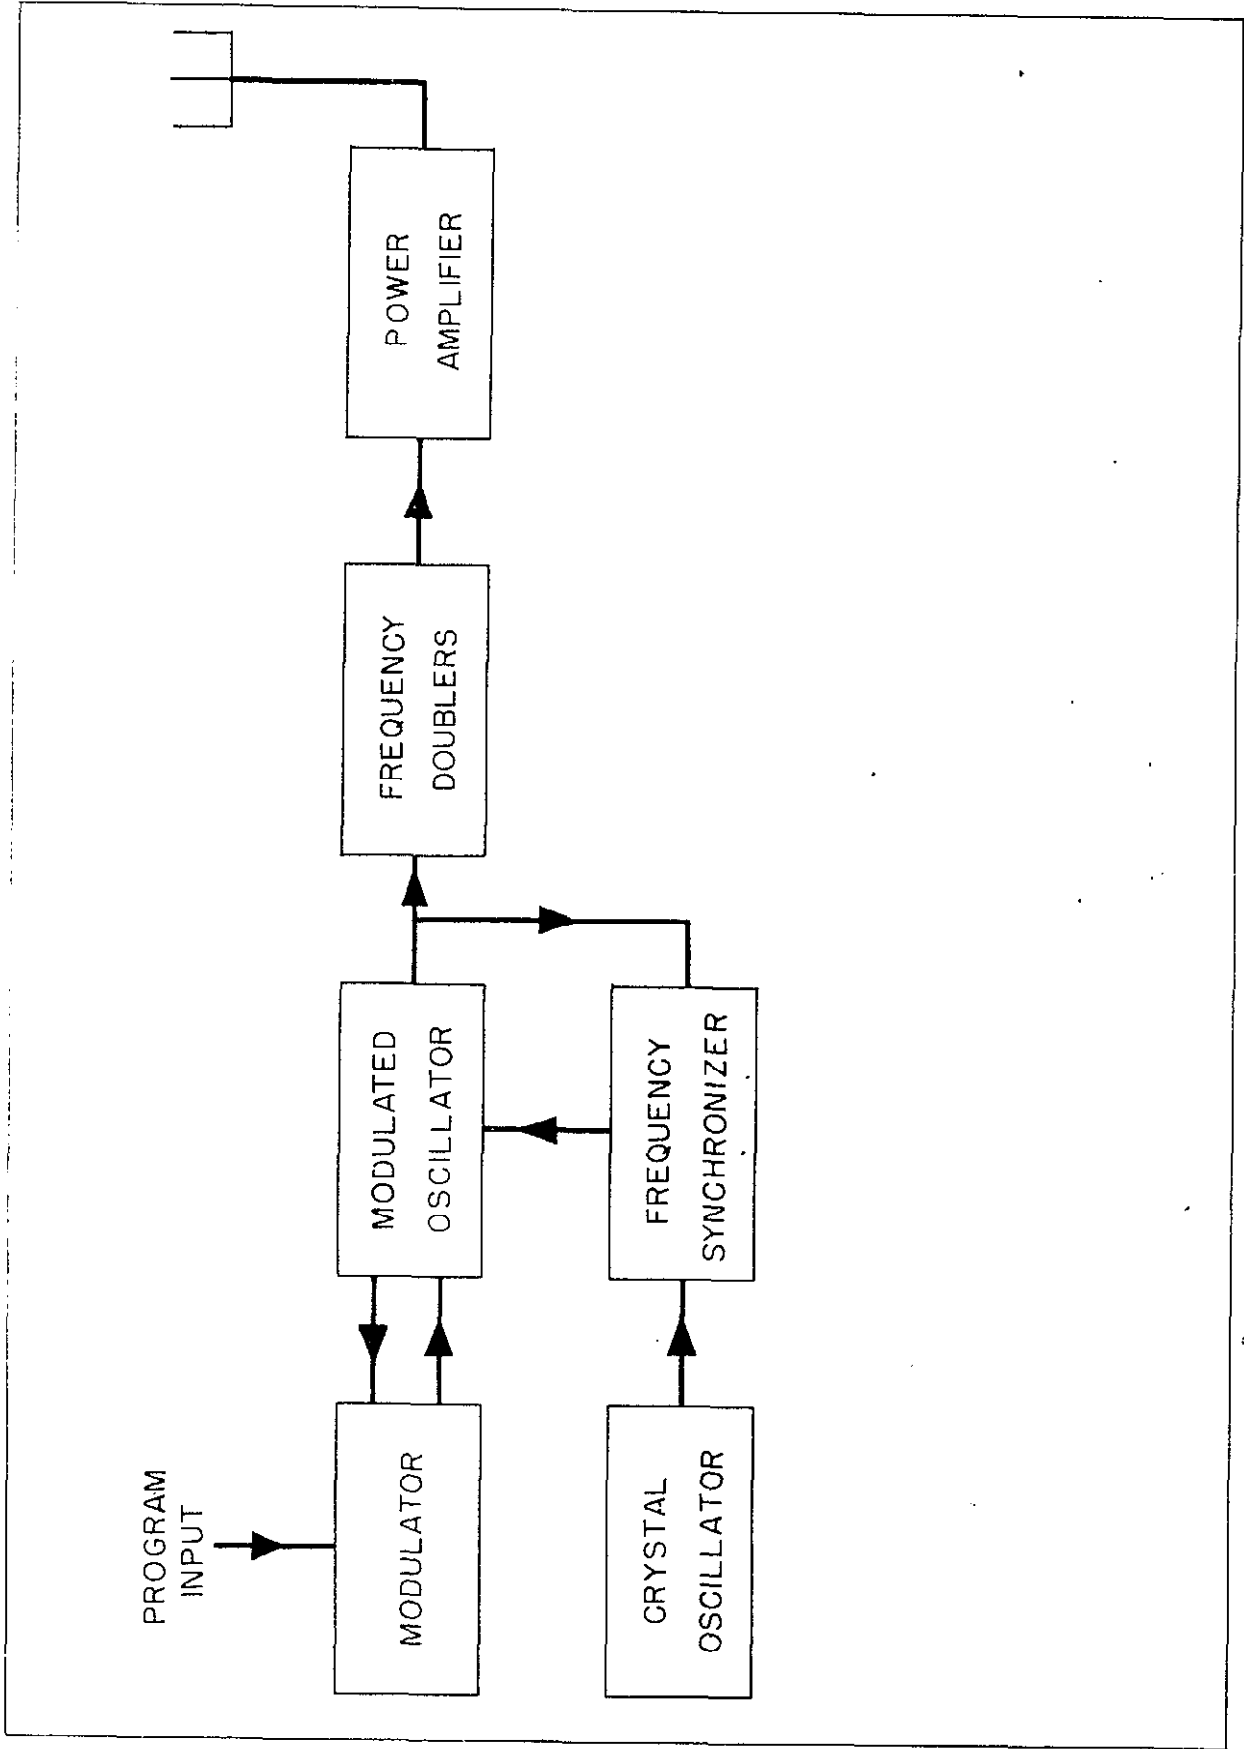 PROGRAM
INPUT
MODULATOR
MODULATED
OSCILLATOR
FREQUENCY
DOUBLERS
POWER
AMPLIFIER
CRYSTAL
OSCILLATOR
FREQUENCY
SYNCHRONIZER